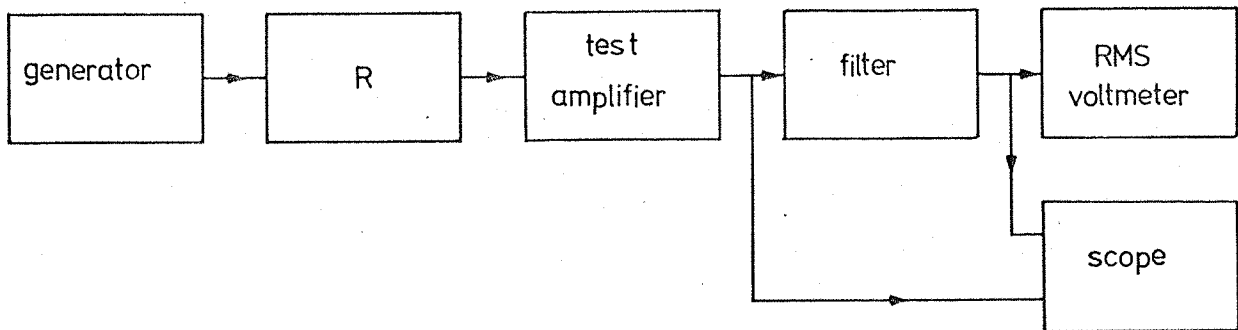 generator
R
test
amplifier
filter
RMS
voltmeter
scope